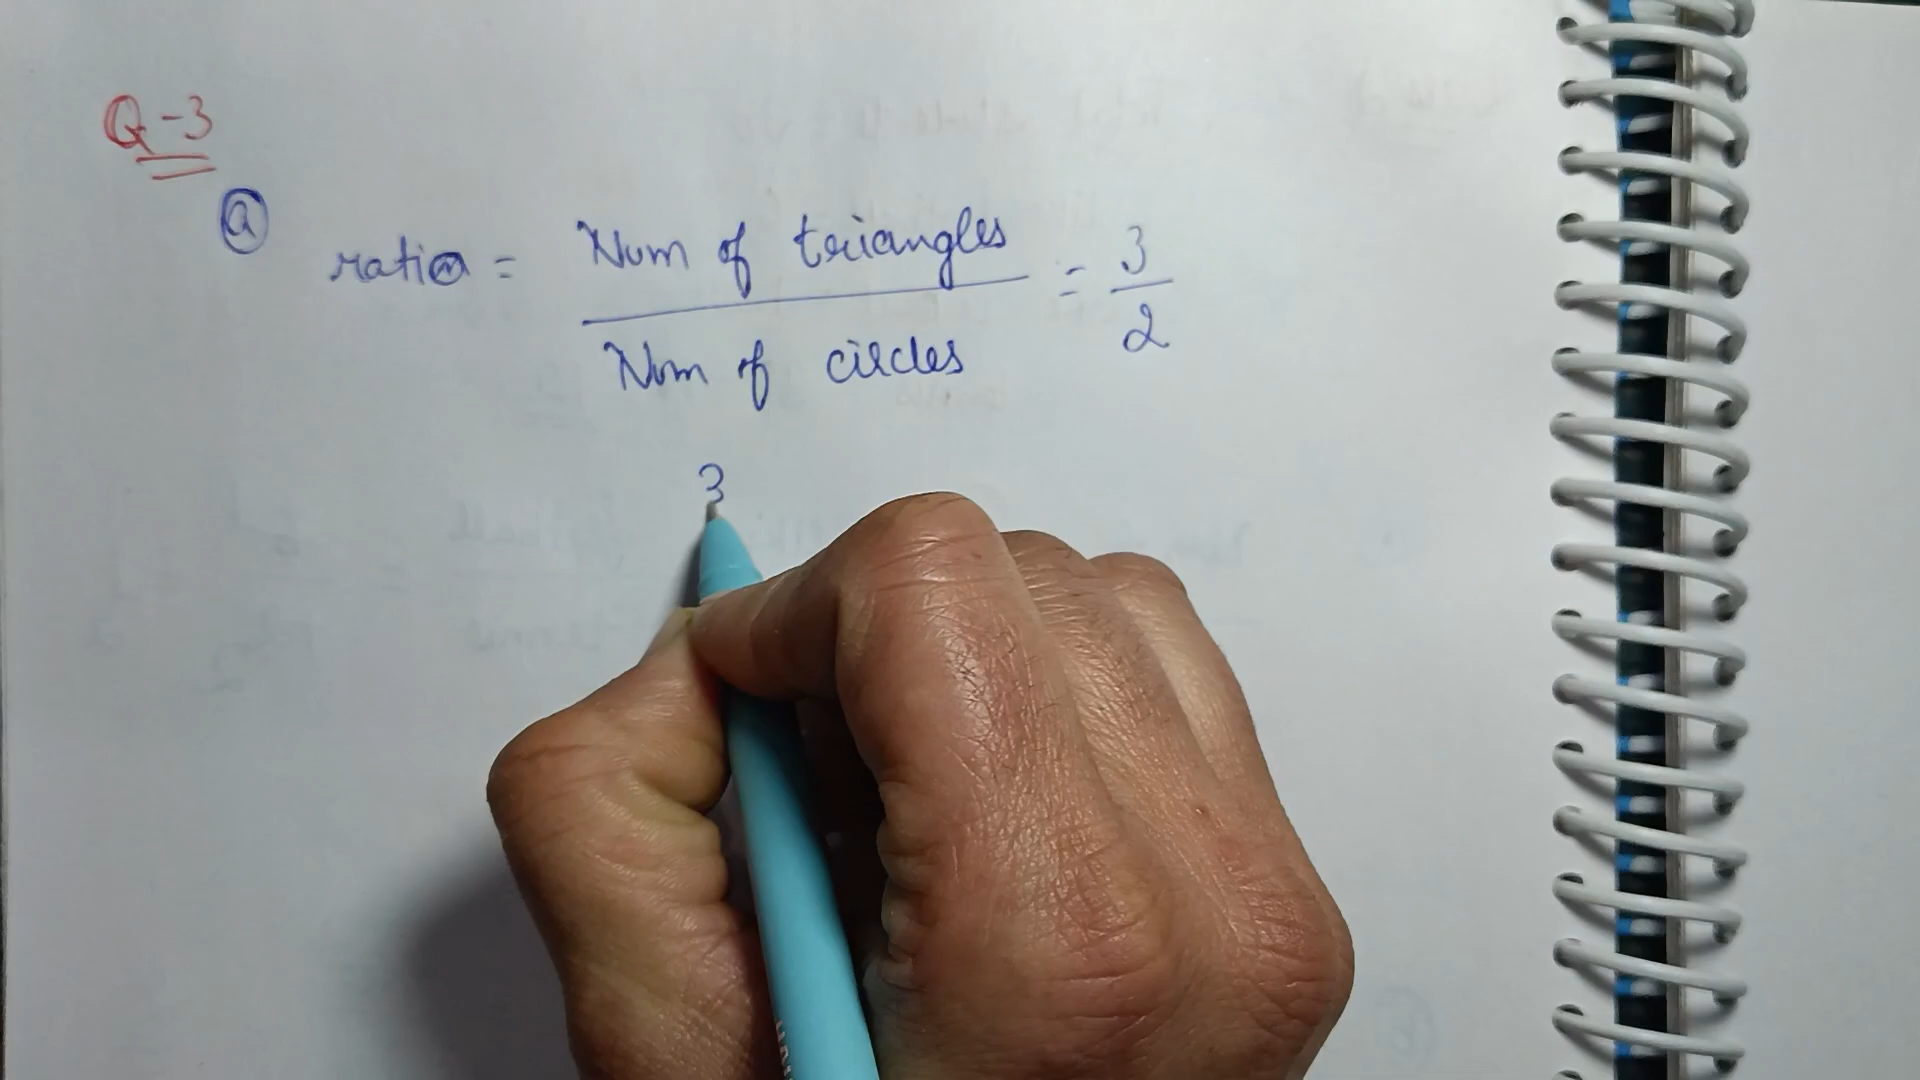 Q-3
a
ratio = Num of triangles / Num of circles = 3/2
3